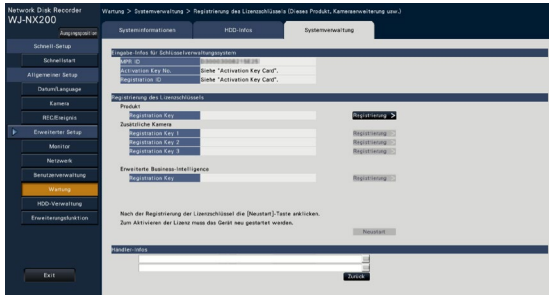 Network Disk Recorder
WJ-NX200
Ausgangsposition
Schnell-Setup
Schnellstart
Allgemeiner Setup
Datum/Language
Kamera
REC/Ereignis
Erweiterter Setup
Monitor
Netzwerk
Benutzerverwaltung
Wartung
HDD-Verwaltung
Erweiterungsfunktion
Exit
Wartung > Systemverwaltung > Registrierung des Lizenzschlüssels (Dieses Produkt, Kameraerweiterung usw.)
Systeminformationen HDD-Infos Systemverwaltung
Eingabe-Infos für Schlüsselverwaltungssystem
MPR ID
Activation Key No. Siehe "Activation Key Card".
Registration ID Siehe "Activation Key Card".
Registrierung des Lizenzschlüssels
Produkt
Registration Key Registrierung >
Zusätzliche Kamera
Registration Key 1 Registrierung >
Registration Key 2 Registrierung >
Registration Key 3 Registrierung >
Erweiterte Business-Intelligence
Registration Key Registrierung >
Nach der Registrierung der Lizenzschlüssel die [Neustart]-Taste anklicken.
Zum Aktivieren der Lizenz muss das Gerät neu gestartet werden.
Neustart
Händler-Infos
Zurück